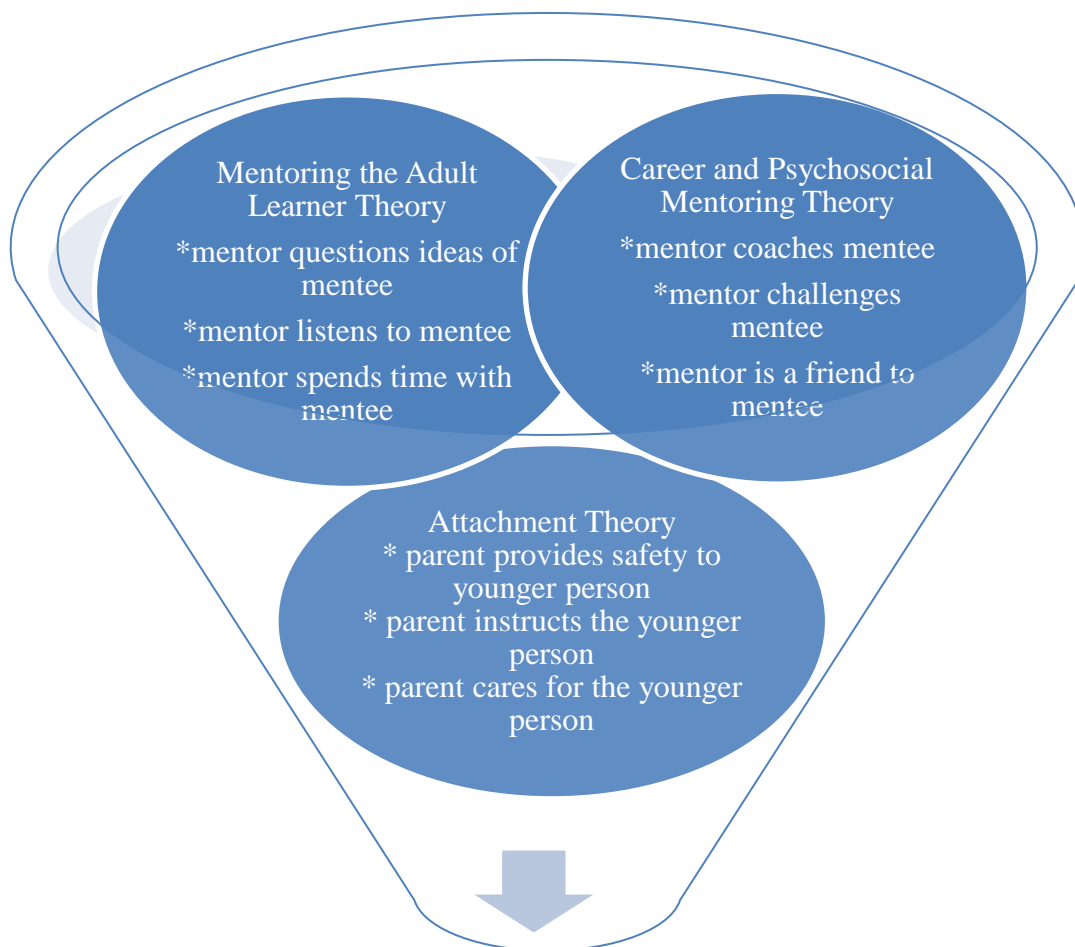 Mentoring the Adult
Learner Theory
*mentor questions ideas of
mentee
*mentor listens to mentee
*mentor spends time with
mentee
Career and Psychosocial
Mentoring Theory
*mentor coaches mentee
*mentor challenges
mentee
*mentor is a friend to
mentee
Attachment Theory
* parent provides safety to
younger person
* parent instructs the younger
person
* parent cares for the younger
person